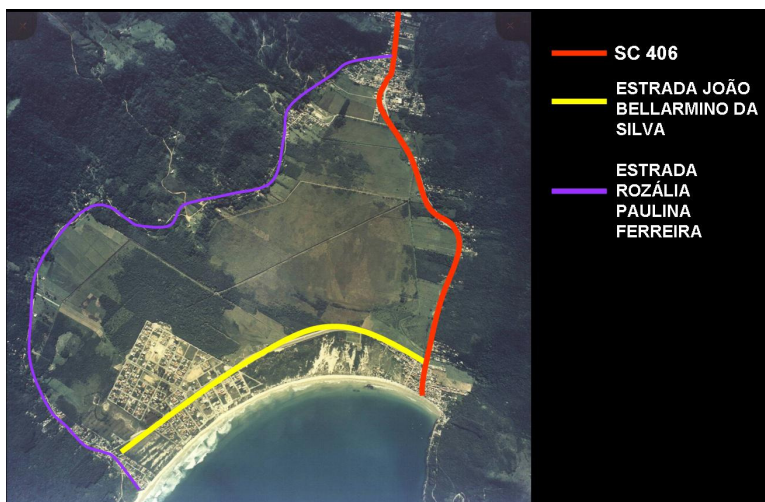 SC 406
ESTRADA JOÃO
BELLARMINO DA
SILVA
ESTRADA
ROZÁLIA
PAULINA
FERREIRA